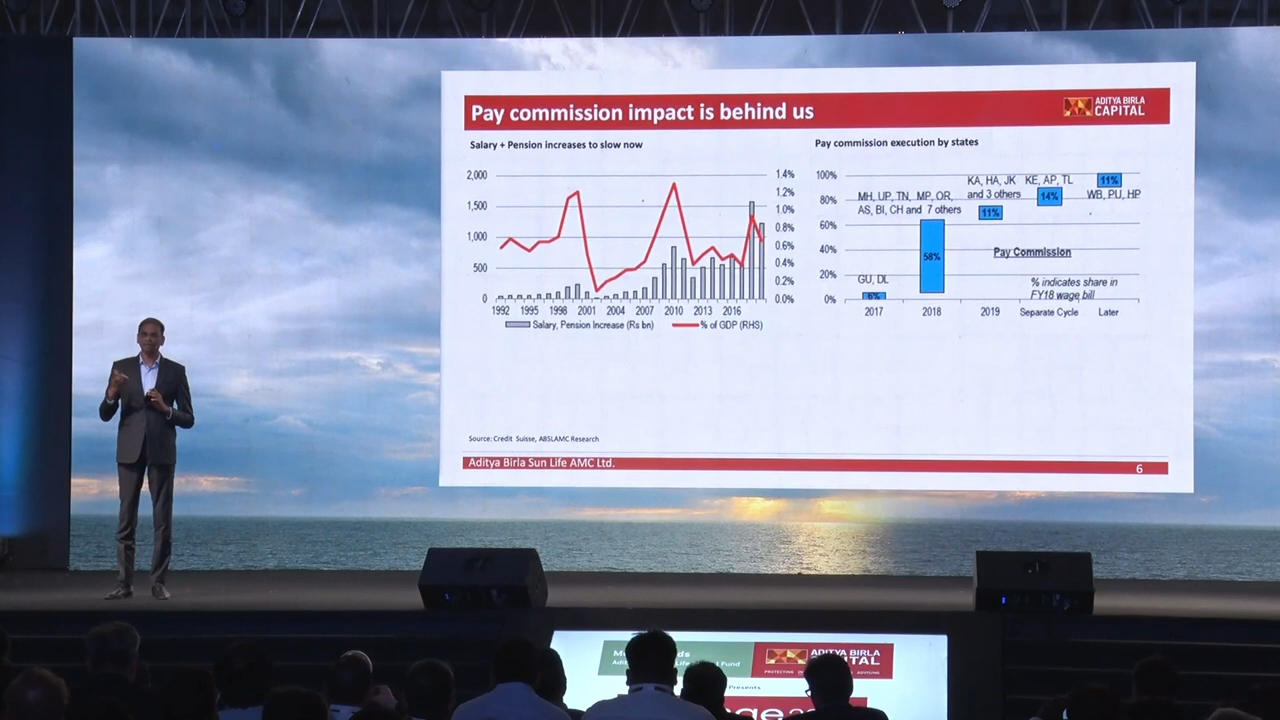 Pay commission impact is behind us
ADITYA BIRLA
CAPITAL
Salary + Pension increases to slow now
2,000
1,500
1,000
500
0
1.4%
1.2%
1.0%
0.8%
0.6%
0.4%
0.2%
0.0%
1992 1995 1998 2001 2004 2007 2010 2013 2016
Salary, Pension Increase (Rs bn) % of GDP (RHS)
Pay commission execution by states
100%
80%
60%
40%
20%
0%
GU, DL
6%
MH, UP, TN, MP, OR,
AS, BI, CH and 7 others
58%
KA, HA, JK
and 3 others
11%
KE, AP, TL
14%
11%
WB, PU, HP
Pay Commission
% indicates share in
FY18 wage bill
2017 2018 2019 Separate Cycle Later
Source: Credit Suisse, ABSLAMC Research
Aditya Birla Sun Life AMC Ltd. 6
ADITYA BIRLA
CAPITAL
Presents